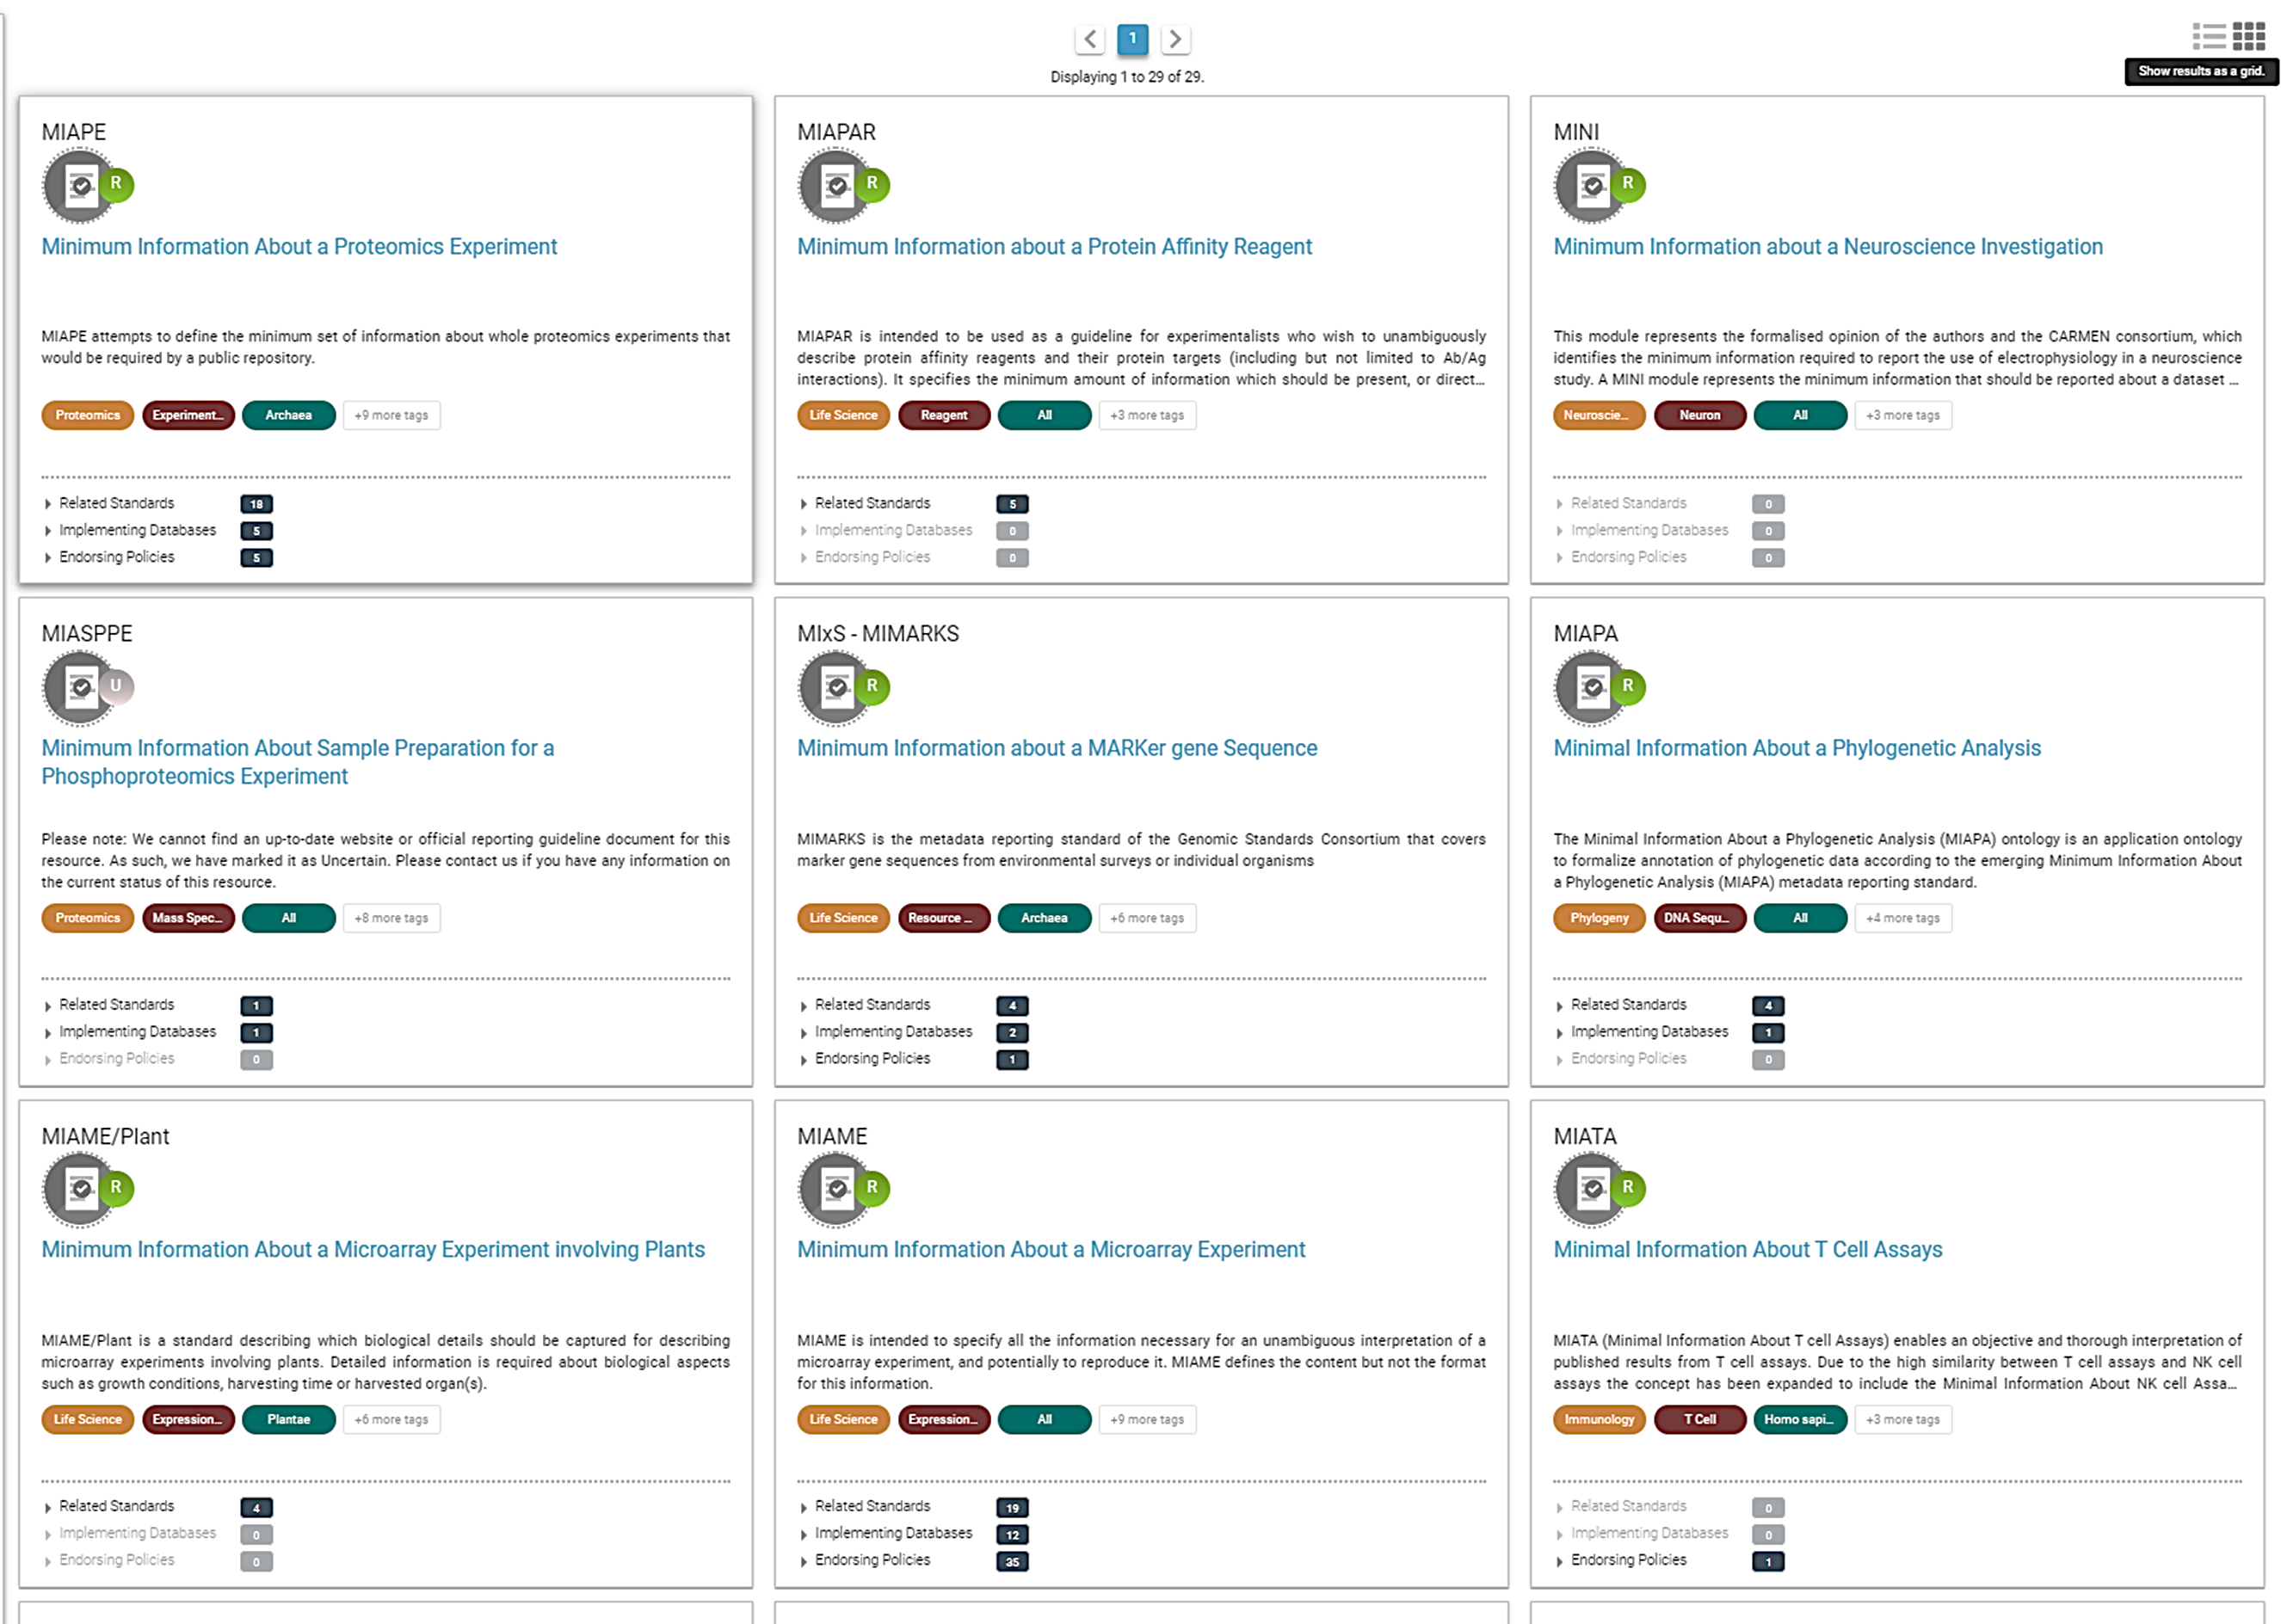 1
Displaying 1 to 29 of 29.
Show results as a grid.
MIAPE
R
Minimum Information About a Proteomics Experiment
MIAPE attempts to define the minimum set of information about whole proteomics experiments that
would be required by a public repository.
Proteomics Experiment... Archaea +9 more tags
Related Standards 18
Implementing Databases 5
Endorsing Policies 5
MIAPAR
R
Minimum Information about a Protein Affinity Reagent
MIAPAR is intended to be used as a guideline for experimentalists who wish to unambiguously
describe protein affinity reagents and their protein targets (including but not limited to Ab/Ag
interactions). It specifies the minimum amount of information which should be present, or direct...
Life Science Reagent All +3 more tags
Related Standards 5
Implementing Databases 0
Endorsing Policies 0
MINI
R
Minimum Information about a Neuroscience Investigation
This module represents the formalised opinion of the authors and the CARMEN consortium, which
identifies the minimum information required to report the use of electrophysiology in a neuroscience
study. A MINI module represents the minimum information that should be reported about a dataset ...
Neuroscie... Neuron All +3 more tags
Related Standards 0
Implementing Databases 0
Endorsing Policies 0
MIASPPE
U
Minimum Information About Sample Preparation for a
Phosphoproteomics Experiment
Please note: We cannot find an up-to-date website or official reporting guideline document for this
resource. As such, we have marked it as Uncertain. Please contact us if you have any information on
the current status of this resource.
Proteomics Mass Spec... All +8 more tags
Related Standards 1
Implementing Databases 1
Endorsing Policies 0
MIxS - MIMARKS
R
Minimum Information about a MARKer gene Sequence
MIMARKS is the metadata reporting standard of the Genomic Standards Consortium that covers
marker gene sequences from environmental surveys or individual organisms
Life Science Resource ... Archaea +6 more tags
Related Standards 4
Implementing Databases 2
Endorsing Policies 1
MIAPA
R
Minimal Information About a Phylogenetic Analysis
The Minimal Information About a Phylogenetic Analysis (MIAPA) ontology is an application ontology
to formalize annotation of phylogenetic data according to the emerging Minimum Information About
a Phylogenetic Analysis (MIAPA) metadata reporting standard.
Phylogeny DNA Sequ... All +4 more tags
Related Standards 4
Implementing Databases 1
Endorsing Policies 0
MIAME/Plant
R
Minimum Information About a Microarray Experiment involving Plants
MIAME/Plant is a standard describing which biological details should be captured for describing
microarray experiments involving plants. Detailed information is required about biological aspects
such as growth conditions, harvesting time or harvested organ(s).
Life Science Expression... Plantae +6 more tags
Related Standards 4
Implementing Databases 0
Endorsing Policies 0
MIAME
R
Minimum Information About a Microarray Experiment
MIAME is intended to specify all the information necessary for an unambiguous interpretation of a
microarray experiment, and potentially to reproduce it. MIAME defines the content but not the format
for this information.
Life Science Expression... All +9 more tags
Related Standards 19
Implementing Databases 12
Endorsing Policies 35
MIATA
R
Minimal Information About T Cell Assays
MIATA (Minimal Information About T cell Assays) enables an objective and thorough interpretation of
published results from T cell assays. Due to the high similarity between T cell assays and NK cell
assays the concept has been expanded to include the Minimal Information About NK cell Assa...
Immunology T Cell Homo sapi... +3 more tags
Related Standards 0
Implementing Databases 0
Endorsing Policies 1